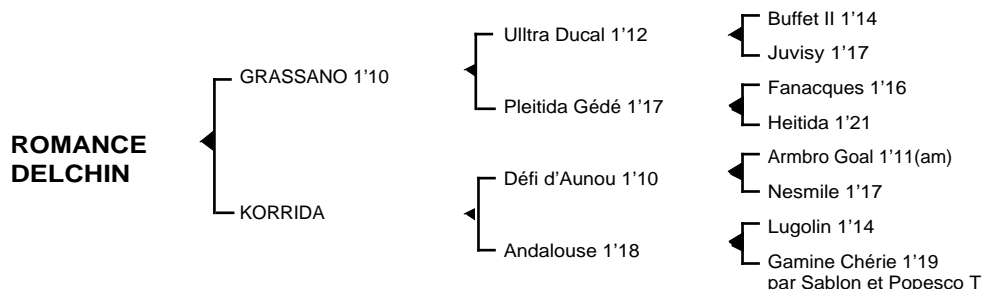 ROMANCE
DELCHIN
GRASSANO 1'10
KORRIDA
Ulltra Ducal 1'12
Pleitida Gédé 1'17
Défi d'Aunou 1'10
Andalouse 1'18
Buffet II 1'14
Juvisy 1'17
Fanacques 1'16
Heitida 1'21
Armbro Goal 1'11(am)
Nesmile 1'17
Lugolin 1'14
Gamine Chérie 1'19
par Sablon et Popesco T